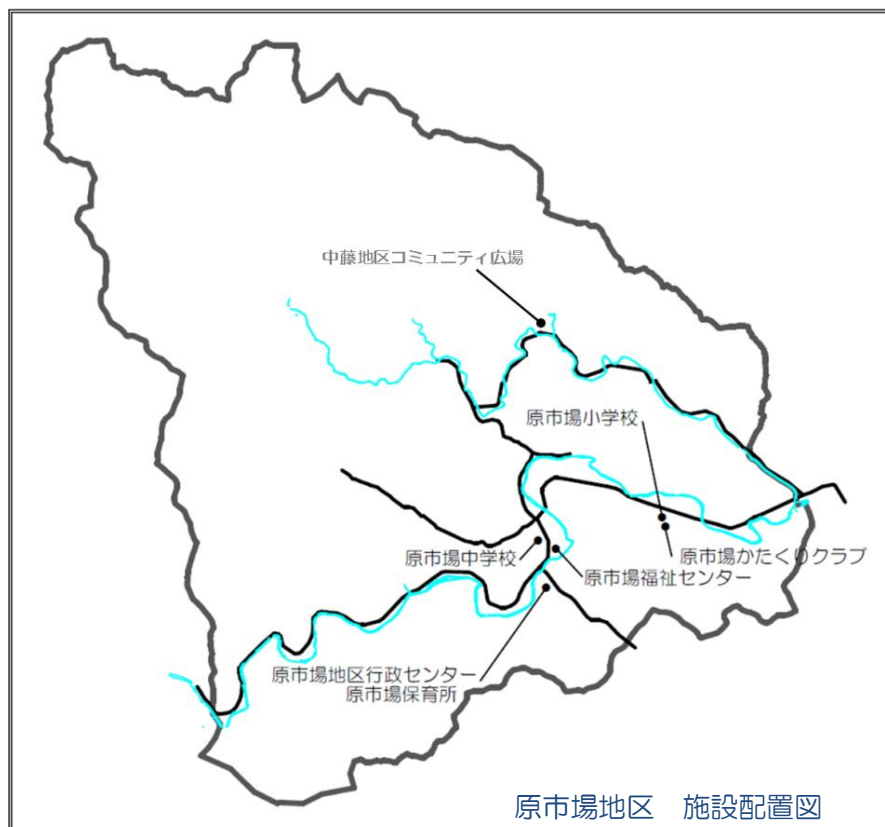 中藤地区コミュニティ広場
原市場小学校
原市場中学校
原市場かたくりクラブ
原市場福祉センター
原市場地区行政センター
原市場保育所
原市場地区　施設配置図